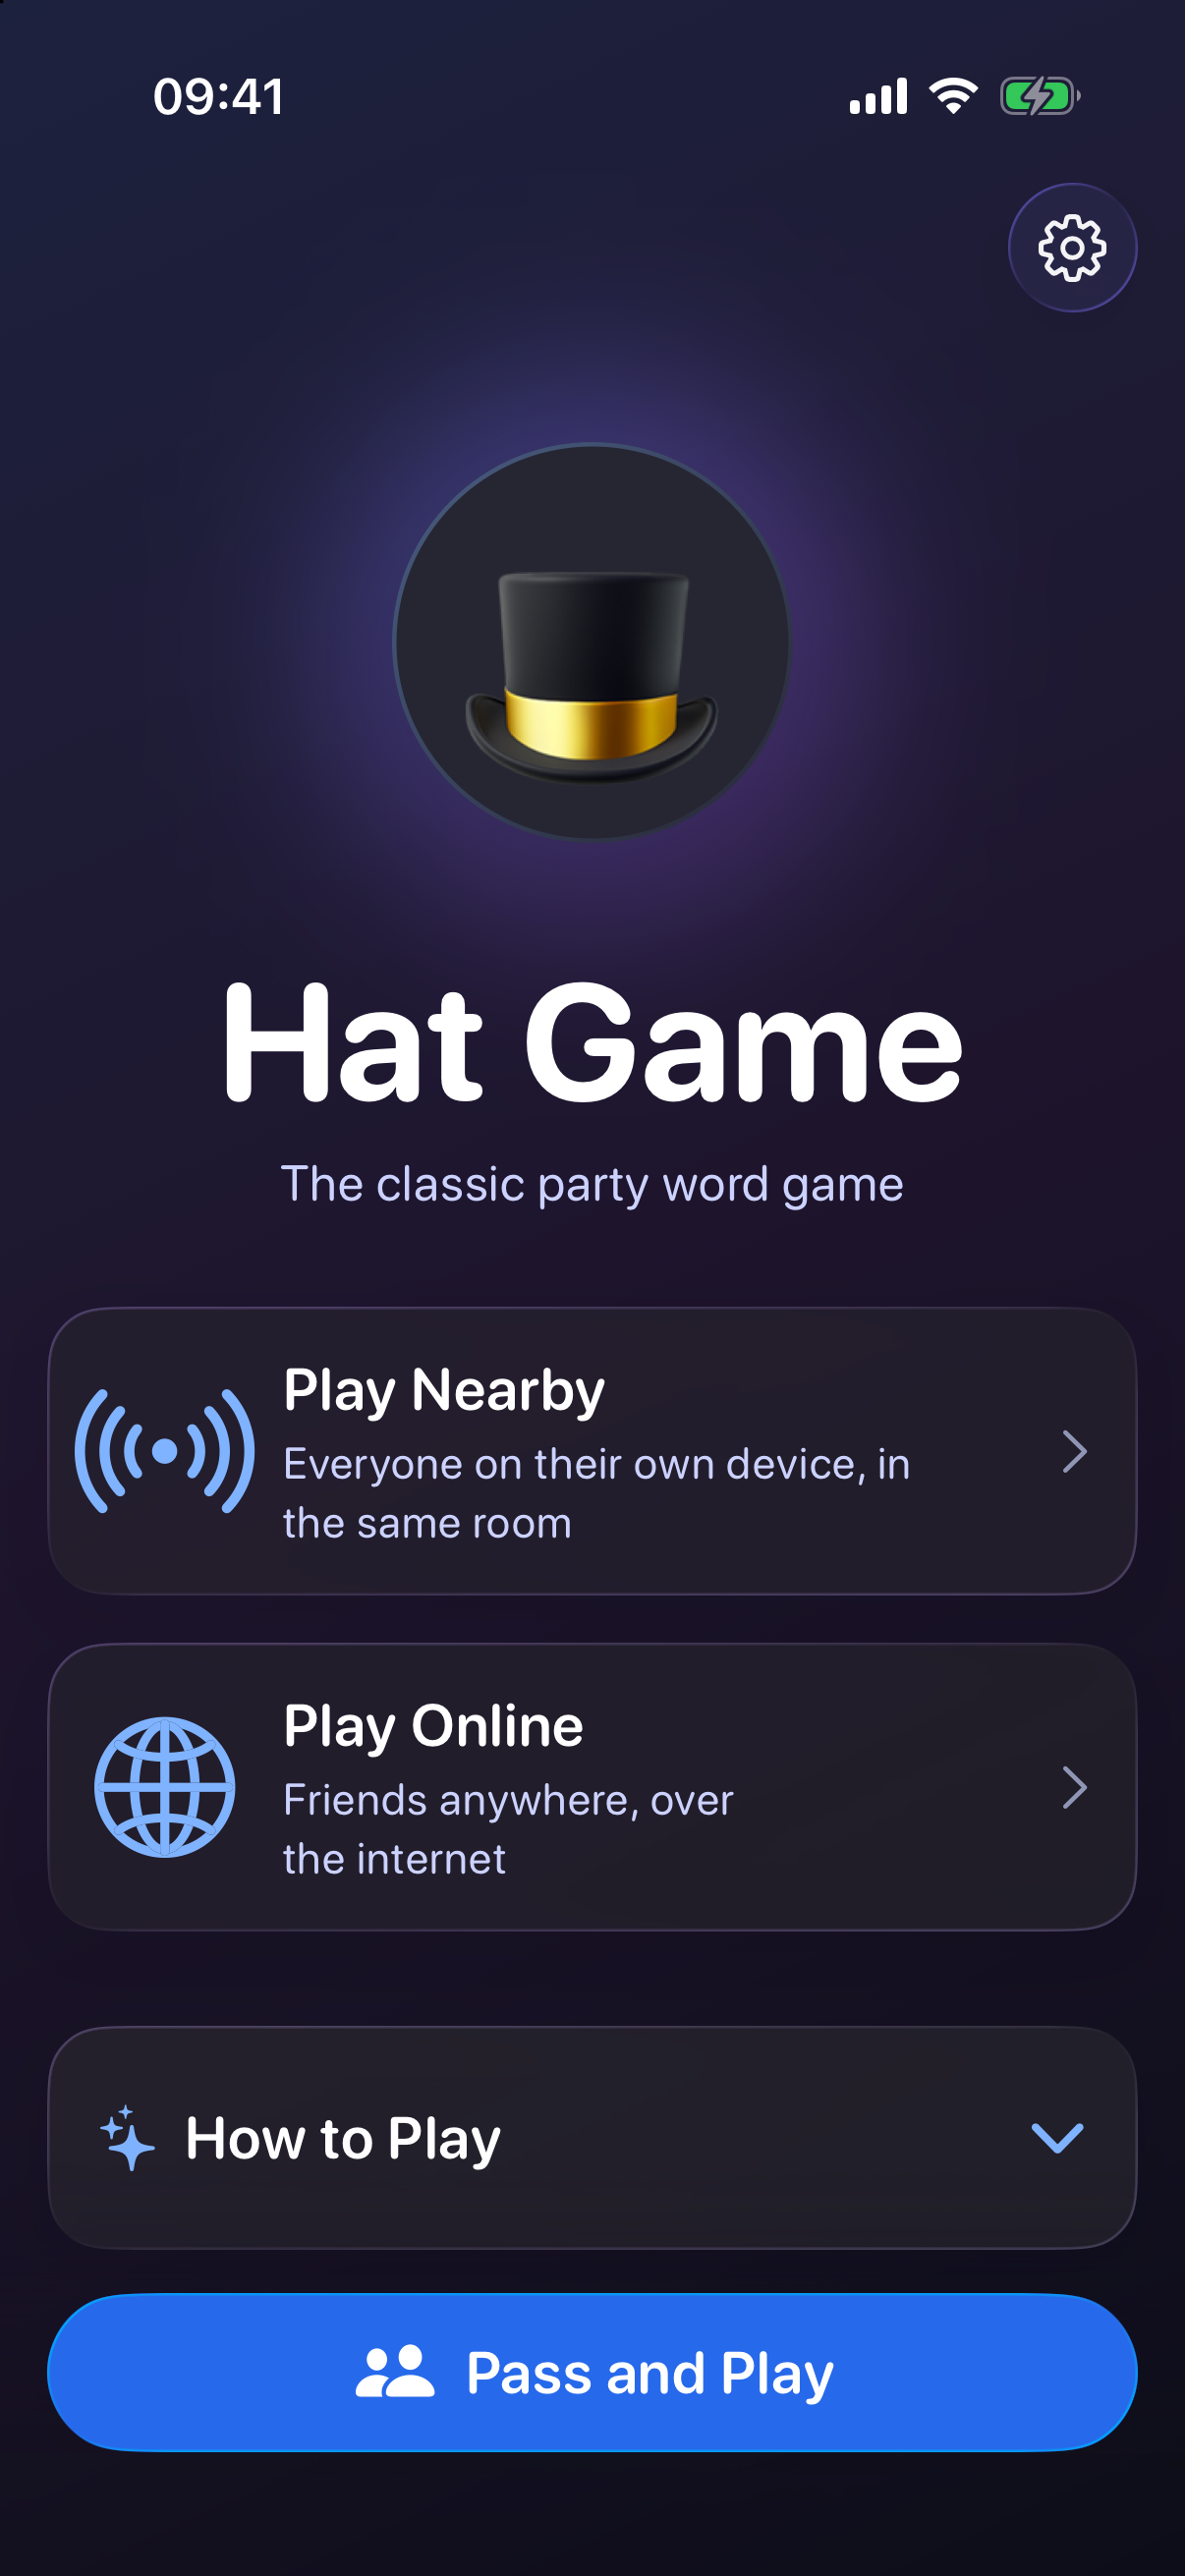 09:41
Hat Game
The classic party word game
Play Nearby
Everyone on their own device, in
the same room
Play Online
Friends anywhere, over
the internet
How to Play
Pass and Play